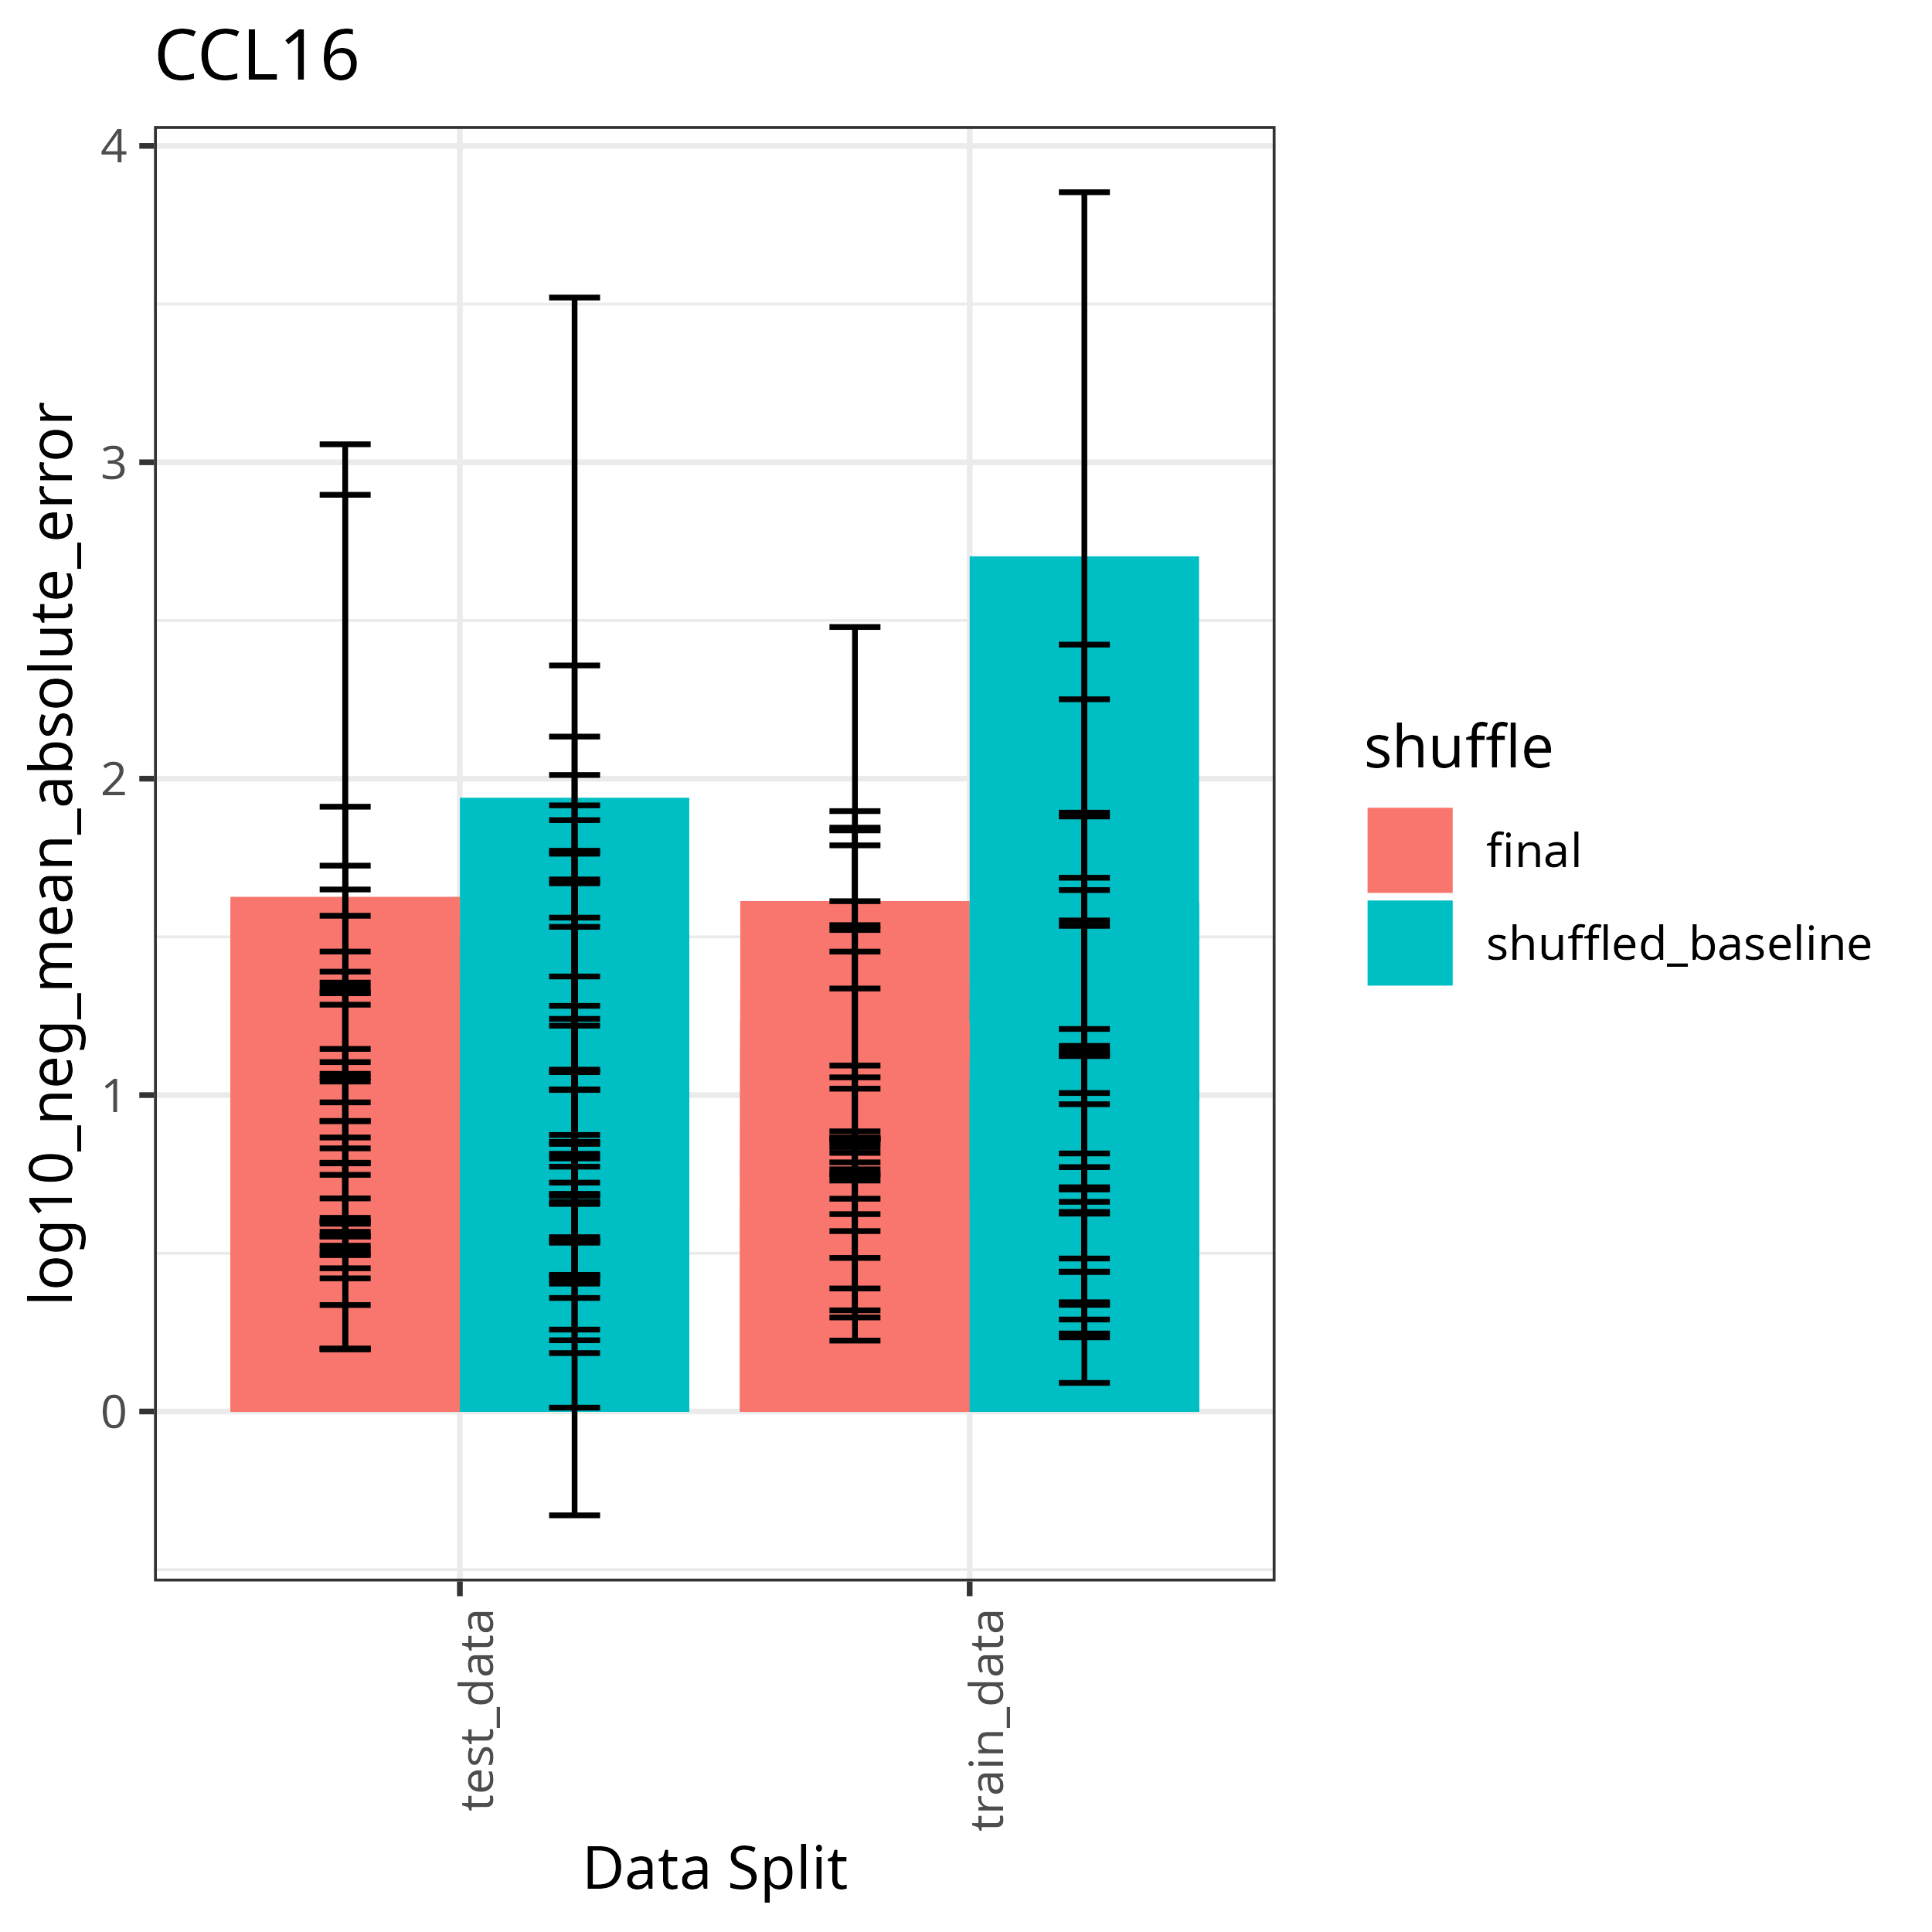 CCL16
log10_neg_mean_absolute_error
4
3
2
1
0
test_data
train_data
Data Split
shuffle
final
shuffled_baseline